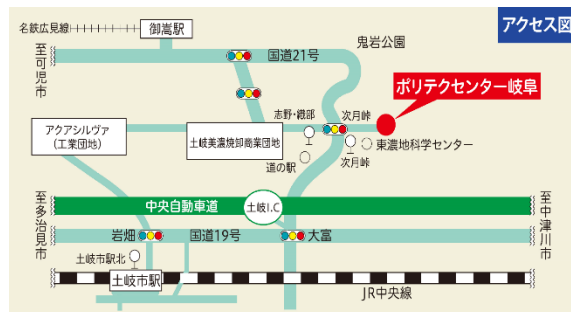 アクセス図
名鉄広見線
御嵩駅
鬼岩公園
至可児市
国道21号
ポリテクセンター岐阜
志野・織部
次月峠
アクアシルヴァ
(工業団地)
土岐美濃焼卸商業団地
東濃地科学センター
道の駅
次月峠
至多治見市
中央自動車道
土岐I.C
至中津川市
岩畑
国道19号
大富
土岐市駅北
土岐市駅
JR中央線